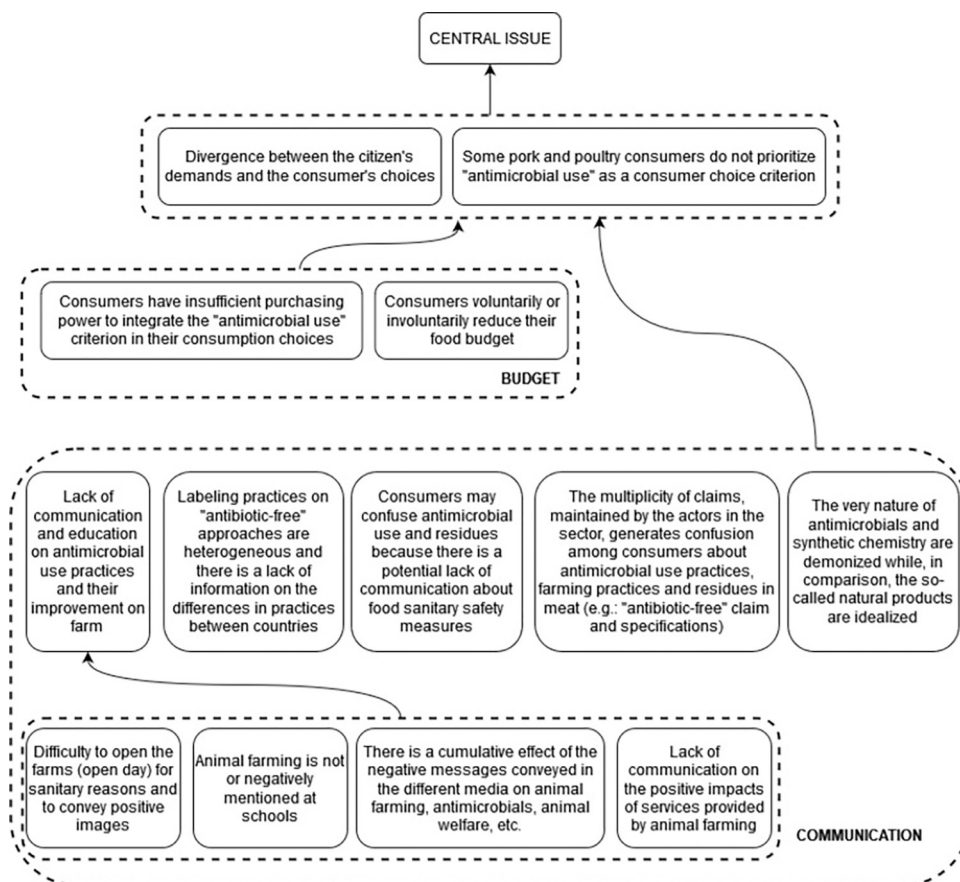 CENTRAL ISSUE
Divergence between the citizen's
demands and the consumer's choices
Some pork and poultry consumers do not prioritize
"antimicrobial use" as a consumer choice criterion
Consumers have insufficient purchasing
power to integrate the "antimicrobial use"
criterion in their consumption choices
Consumers voluntarily or
involuntarily reduce their
food budget
BUDGET
Lack of
communication
and education
on antimicrobial
use practices
and their
improvement on
farm
Labeling practices on
"antibiotic-free"
approaches are
heterogeneous and
there is a lack of
information on the
differences in practices
between countries
Consumers may
confuse antimicrobial
use and residues
because there is a
potential lack of
communication about
food sanitary safety
measures
The multiplicity of claims,
maintained by the actors in the
sector, generates confusion
among consumers about
antimicrobial use practices,
farming practices and residues in
meat (e.g.: "antibiotic-free" claim
and specifications)
The very nature of
antimicrobials and
synthetic chemistry are
demonized while, in
comparison, the so-
called natural products
are idealized
Difficulty to open the
farms (open day) for
sanitary reasons and
to convey positive
images
Animal farming is not
or negatively
mentioned at
schools
There is a cumulative effect of the
negative messages conveyed in
the different media on animal
farming, antimicrobials, animal
welfare, etc.
Lack of
communication on
the positive impacts
of services provided
by animal farming
COMMUNICATION